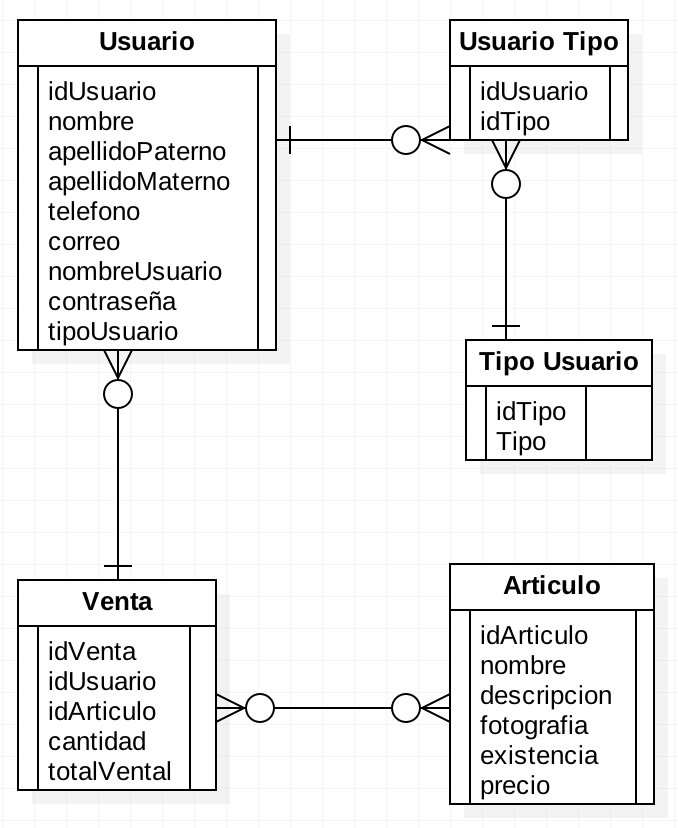 Usuario
idUsuario
nombre
apellidoPaterno
apellidoMaterno
telefono
correo
nombreUsuario
contraseña
tipoUsuario
Usuario Tipo
idUsuario
idTipo
Tipo Usuario
idTipo
Tipo
Venta
idVenta
idUsuario
idArticulo
cantidad
totalVental
Articulo
idArticulo
nombre
descripcion
fotografia
existencia
precio